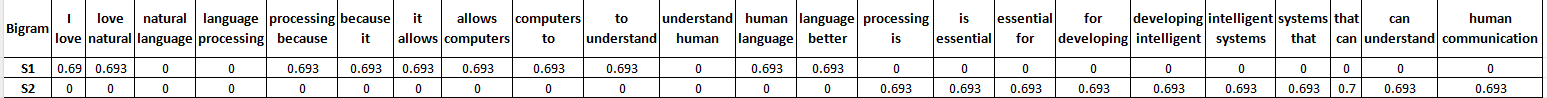 Bigram I love natural language processing because it allows computers to understand human language processing is essential for developing intelligent systems that can human
love natural language processing because it allows computers to understand human language better is essential for developing intelligent systems that can understand communication
S1 0.69 0.693 0 0 0.693 0.693 0.693 0.693 0.693 0.693 0 0.693 0.693 0 0 0 0 0 0 0 0 0 0
S2 0 0 0 0 0 0 0 0 0 0 0 0 0 0.693 0.693 0.693 0.693 0.693 0.693 0.693 0.7 0.693 0.693